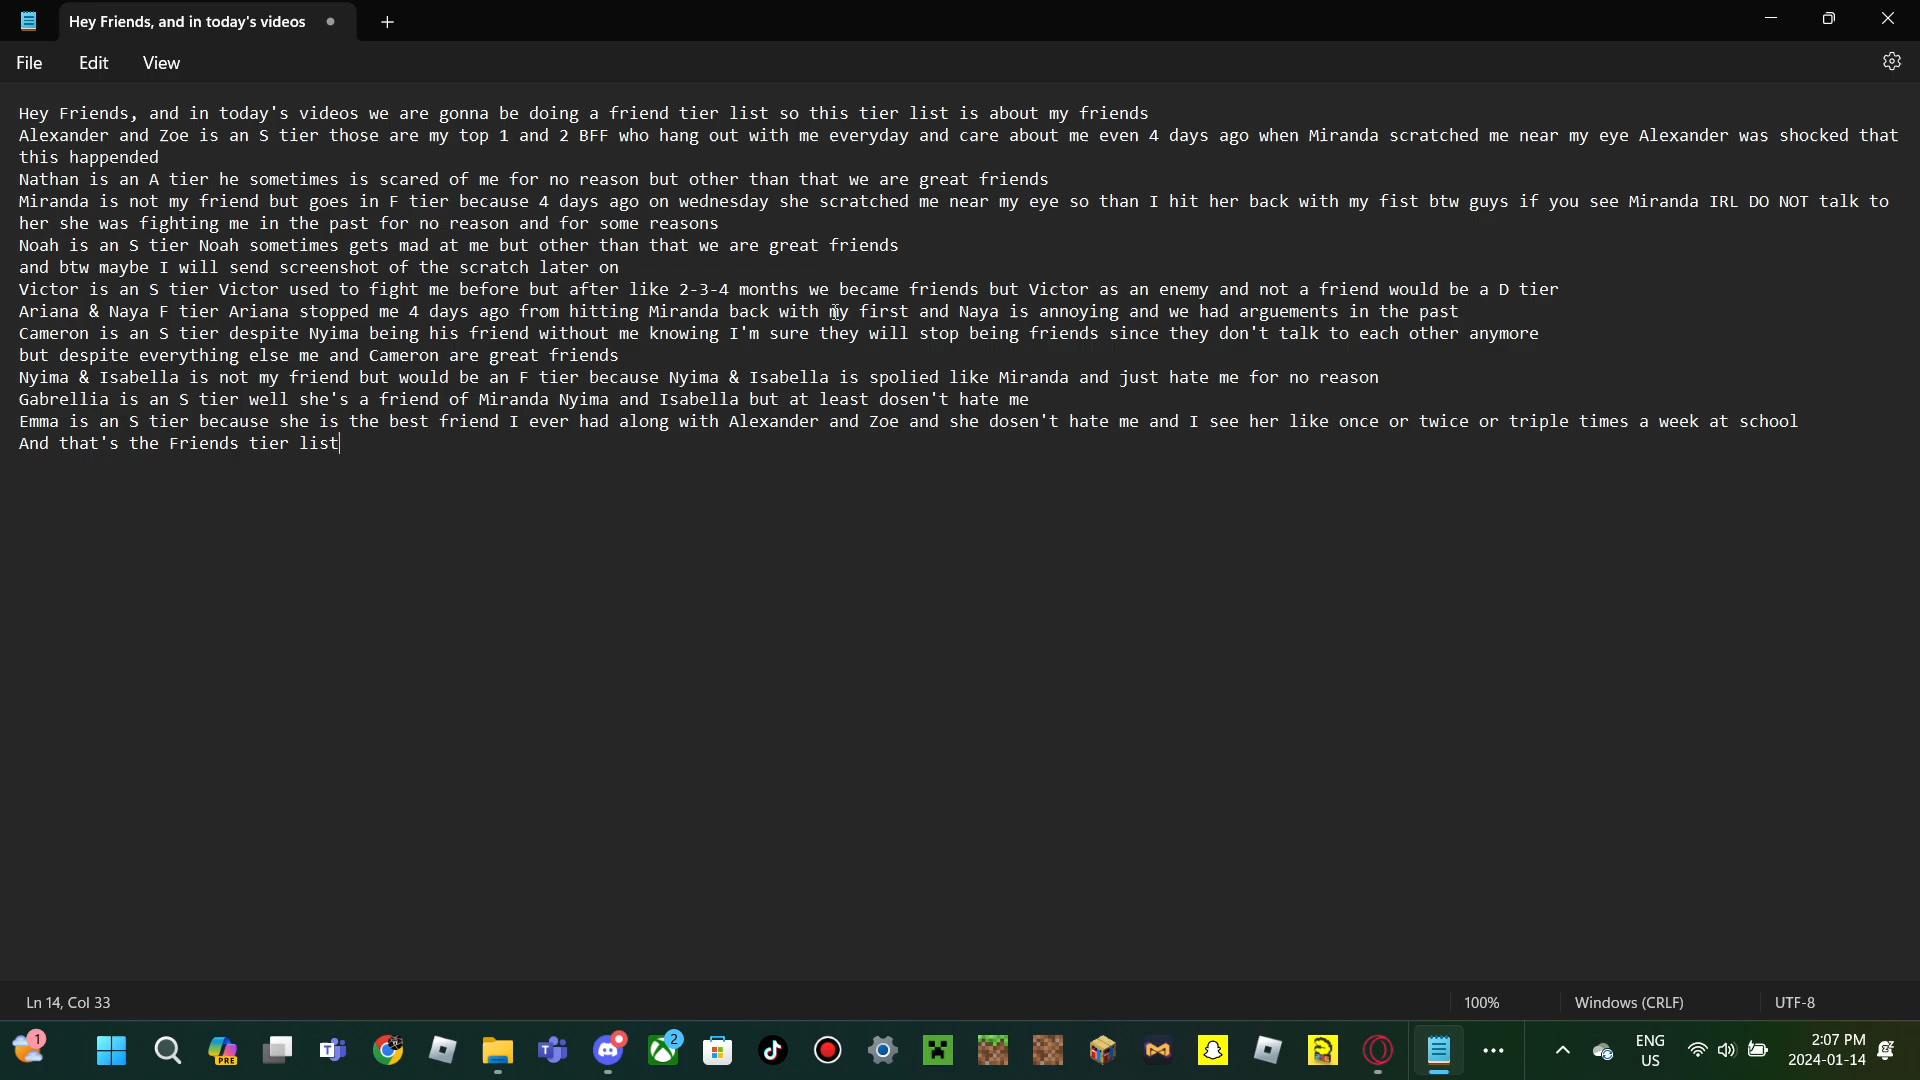 Hey Friends, and in today's videos
File Edit View
Hey Friends, and in today's videos we are gonna be doing a friend tier list so this tier list is about my friends
Alexander and Zoe is an S tier those are my top 1 and 2 BFF who hang out with me everyday and care about me even 4 days ago when Miranda scratched me near my eye Alexander was shocked that
this happended
Nathan is an A tier he sometimes is scared of me for no reason but other than that we are great friends
Miranda is not my friend but goes in F tier because 4 days ago on wednesday she scratched me near my eye so than I hit her back with my fist btw guys if you see Miranda IRL DO NOT talk to
her she was fighting me in the past for no reason and for some reasons
Noah is an S tier Noah sometimes gets mad at me but other than that we are great friends
and btw maybe I will send screenshot of the scratch later on
Victor is an S tier Victor used to fight me before but after like 2-3-4 months we became friends but Victor as an enemy and not a friend would be a D tier
Ariana & Naya F tier Ariana stopped me 4 days ago from hitting Miranda back with my first and Naya is annoying and we had arguements in the past
Cameron is an S tier despite Nyima being his friend without me knowing I'm sure they will stop being friends since they don't talk to each other anymore
but despite everything else me and Cameron are great friends
Nyima & Isabella is not my friend but would be an F tier because Nyima & Isabella is spolied like Miranda and just hate me for no reason
Gabrellia is an S tier well she's a friend of Miranda Nyima and Isabella but at least dosen't hate me
Emma is an S tier because she is the best friend I ever had along with Alexander and Zoe and she dosen't hate me and I see her like once or twice or triple times a week at school
And that's the Friends tier list
Ln 14, Col 33 100% Windows (CRLF) UTF-8
1 PRE 2 ENG 2:07 PM
US 2024-01-14